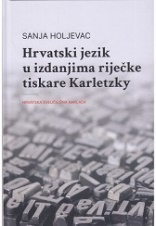 SANJA HOLJEVAC
Hrvatski jezik
u izdanjima riječke
tiskare Karletzky